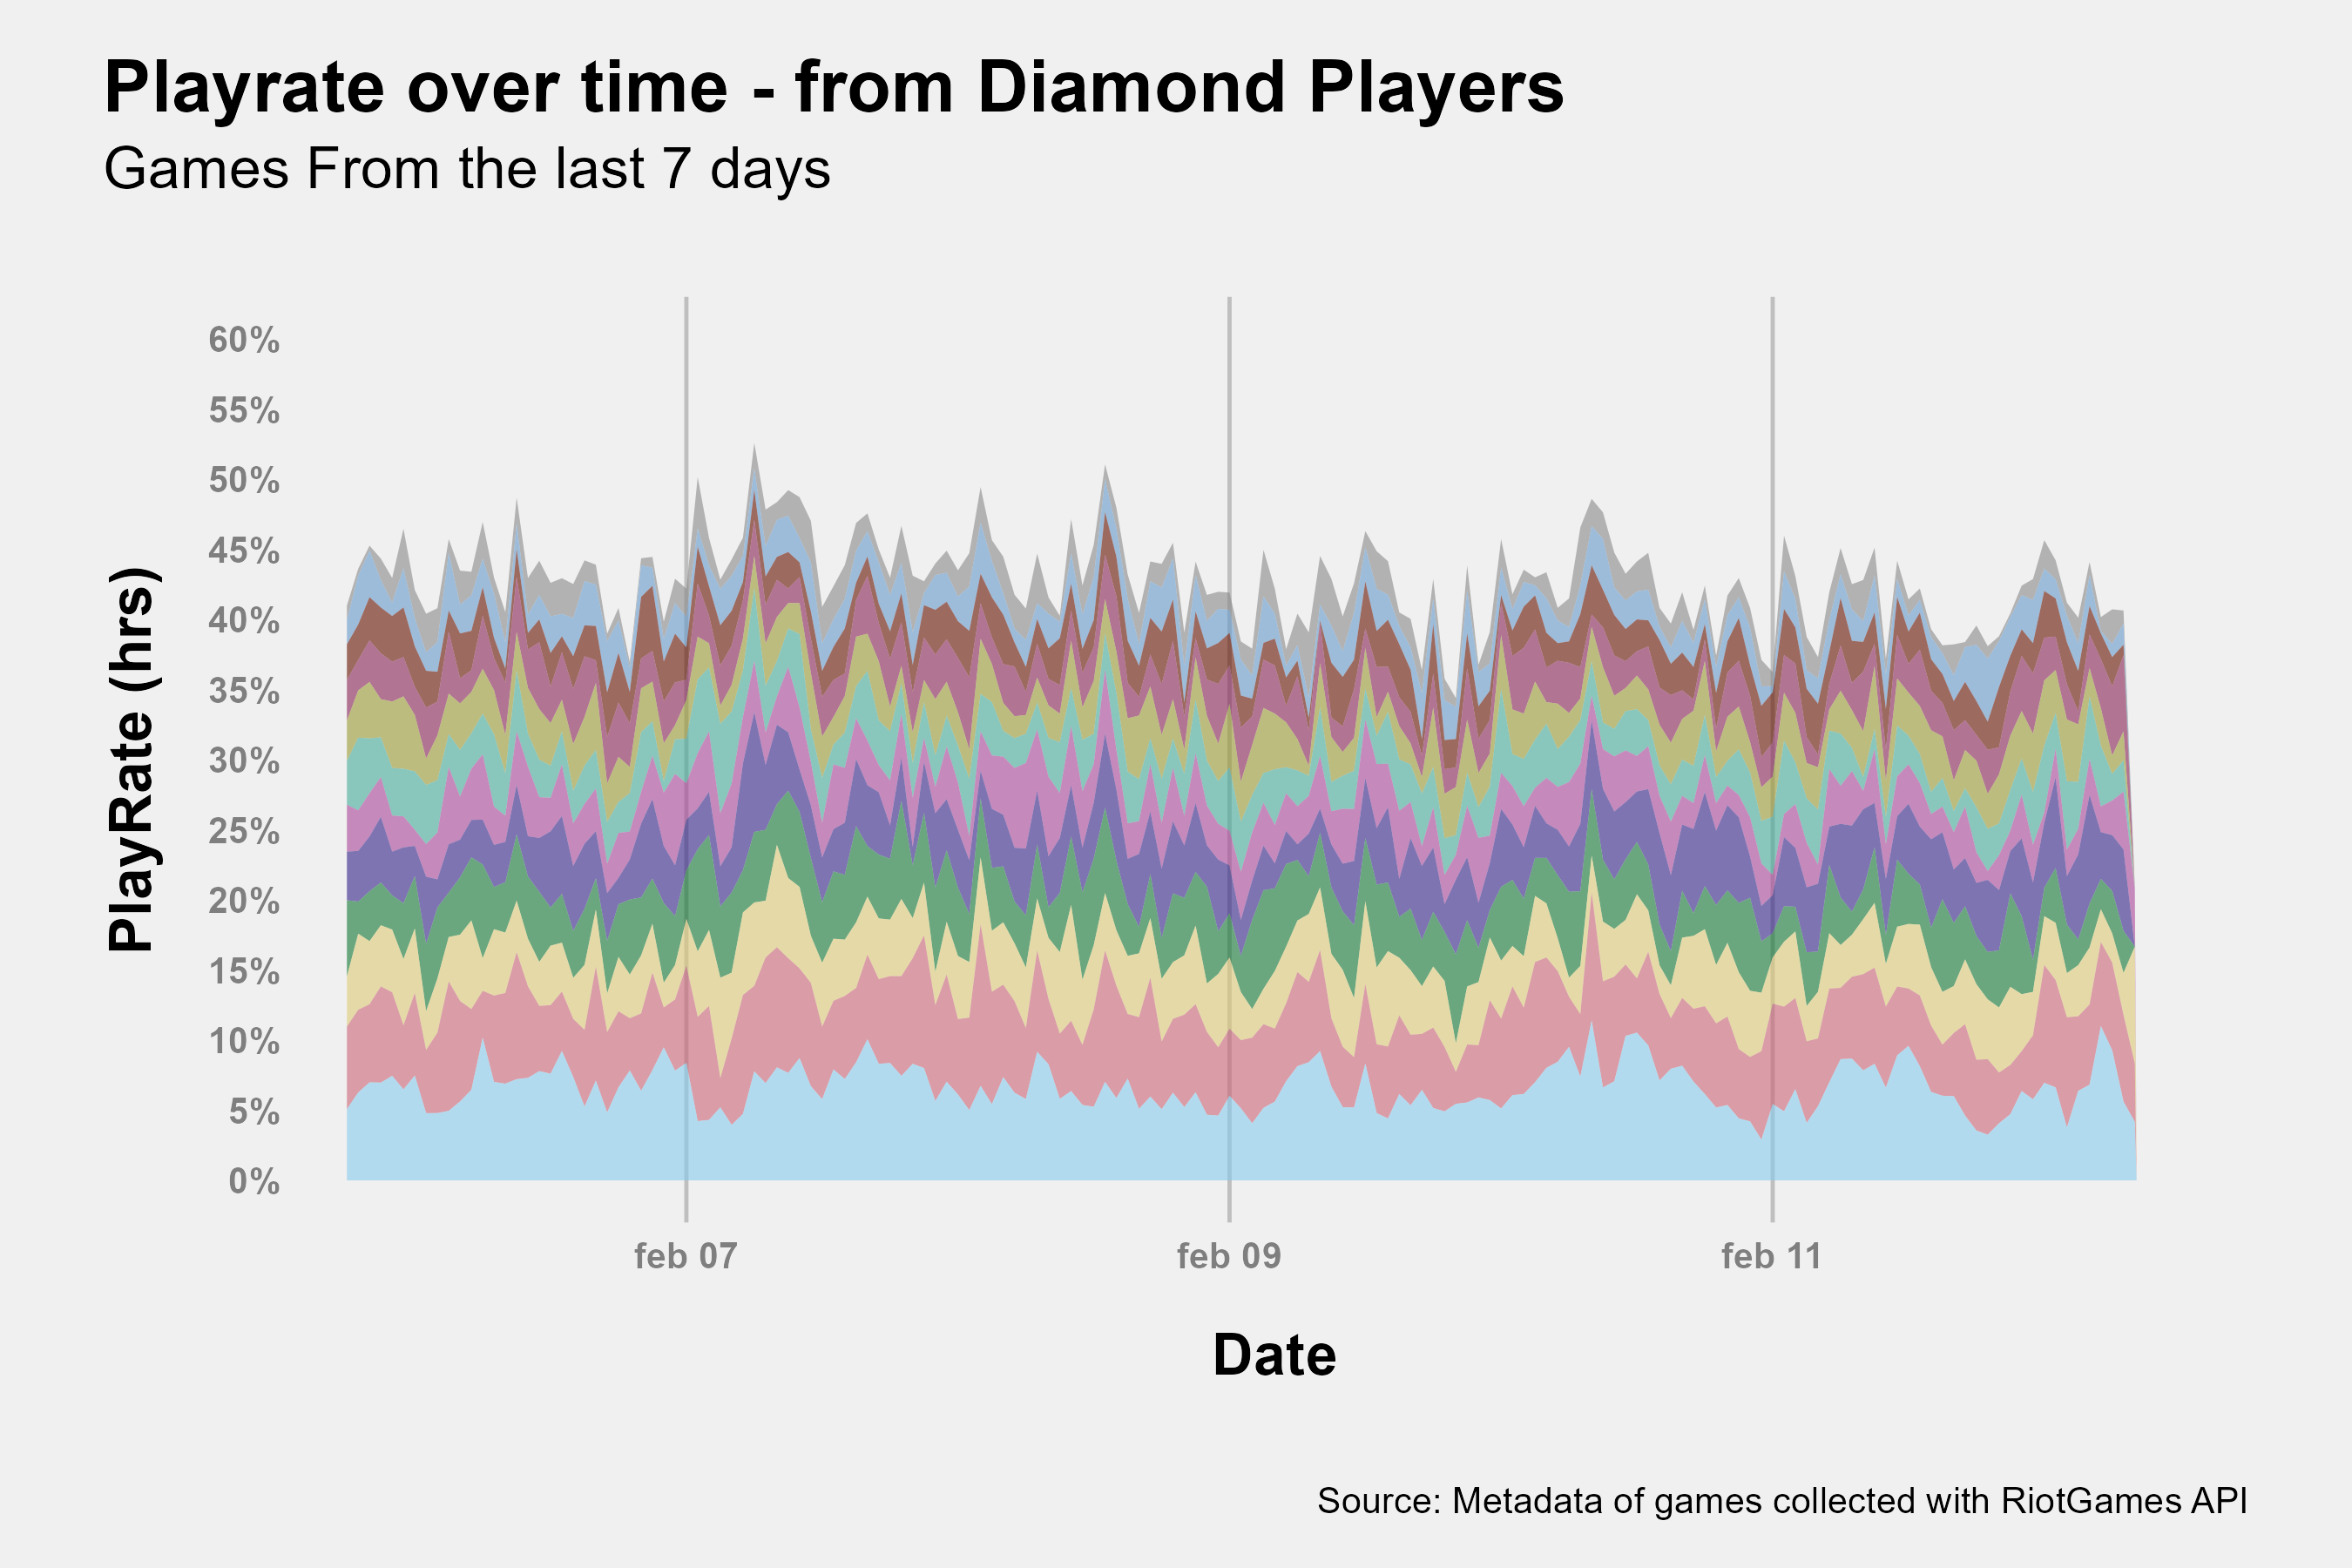 Playrate over time - from Diamond Players
Games From the last 7 days
PlayRate (hrs)
60%
55%
50%
45%
40%
35%
30%
25%
20%
15%
10%
5%
0%
feb 07
feb 09
feb 11
Date
Source: Metadata of games collected with RiotGames API